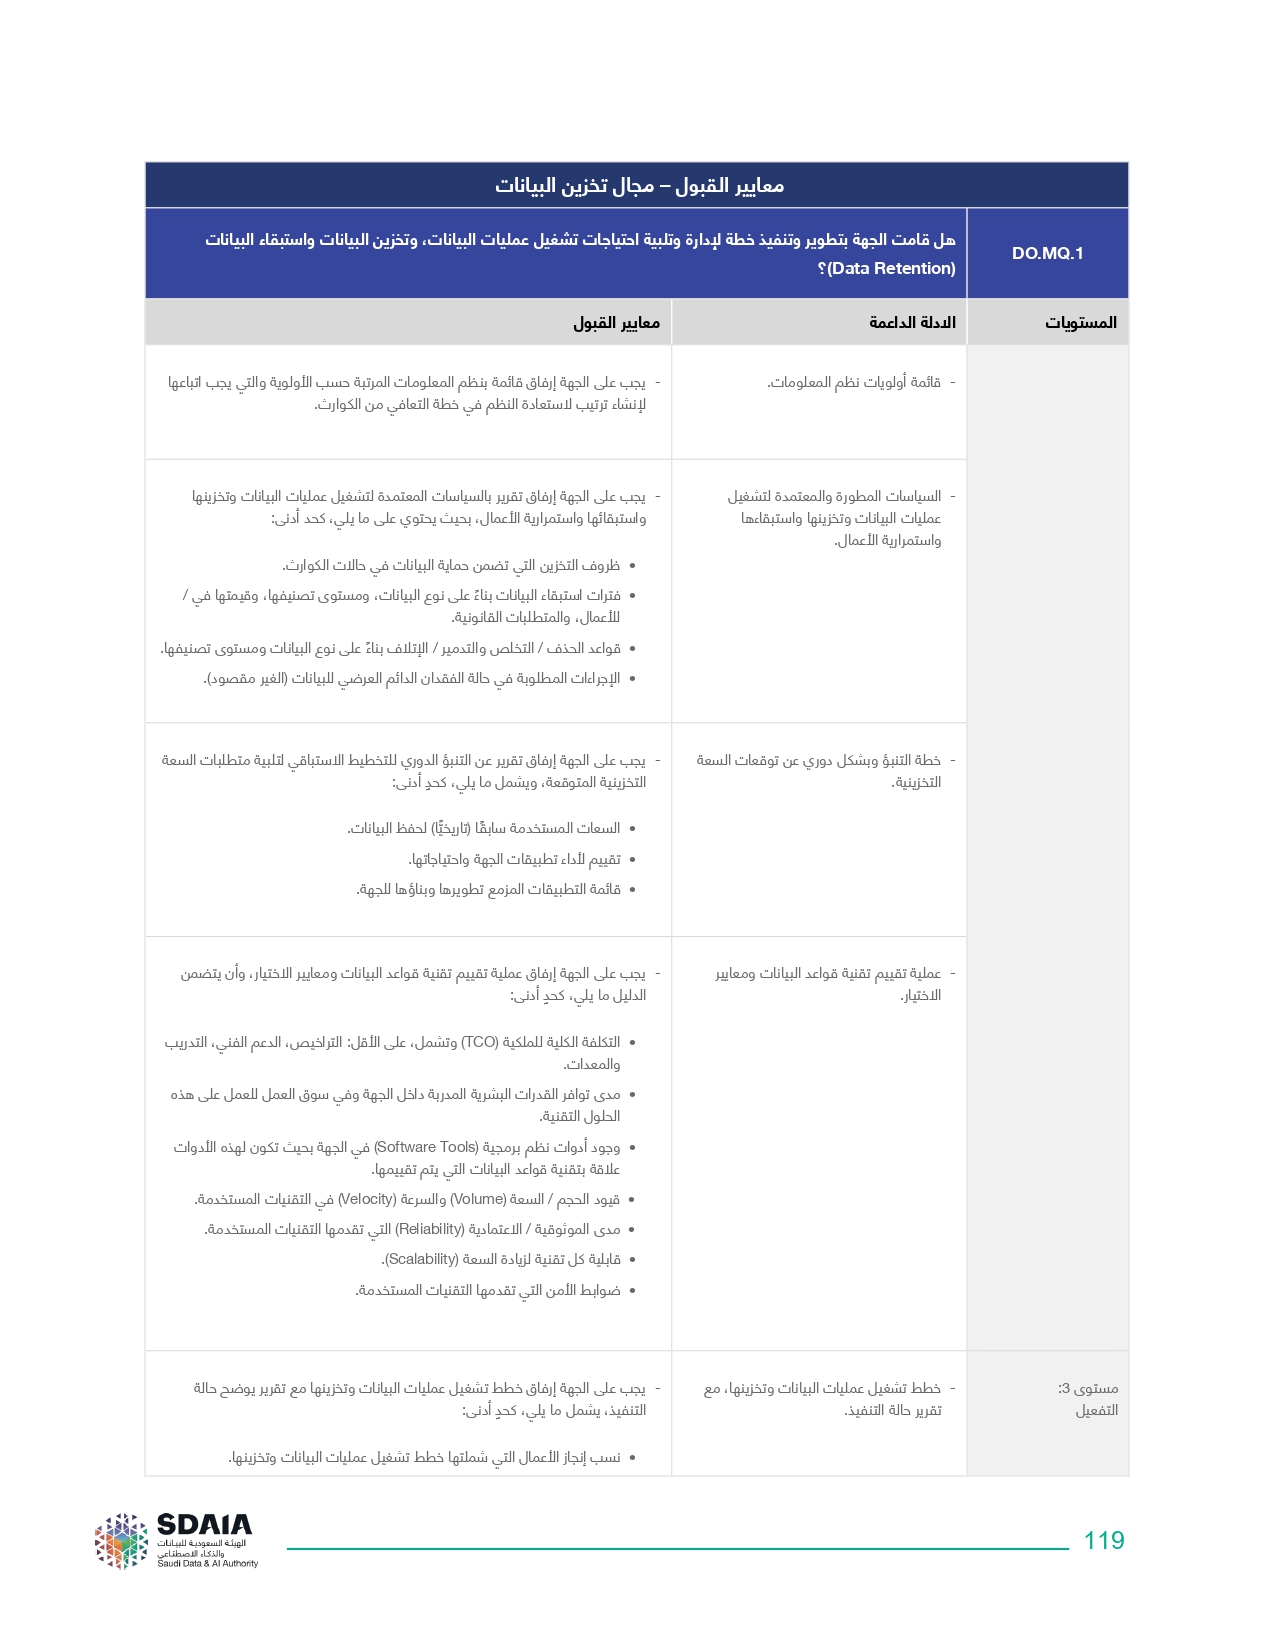 معايير القبول – مجال تخزين البيانات
DO.MQ.1
هل قامت الجهة بتطوير وتنفيذ خطة لإدارة وتلبية احتياجات تشغيل عمليات البيانات، وتخزين البيانات واستبقاء البيانات
(Data Retention)؟
المستويات
الادلة الداعمة
معايير القبول
- قائمة أولويات نظم المعلومات.
- يجب على الجهة إرفاق قائمة بنظم المعلومات المرتبة حسب الأولوية والتي يجب اتباعها
لإنشاء ترتيب لاستعادة النظم في خطة التعافي من الكوارث.
- السياسات المطورة والمعتمدة لتشغيل
عمليات البيانات وتخزينها واستبقاءها
واستمرارية الأعمال.
- يجب على الجهة إرفاق تقرير بالسياسات المعتمدة لتشغيل عمليات البيانات وتخزينها
واستبقائها واستمرارية الأعمال، بحيث يحتوي على ما يلي، كحد أدنى:
• ظروف التخزين التي تضمن حماية البيانات في حالات الكوارث.
• فترات استبقاء البيانات بناءً على نوع البيانات، ومستوى تصنيفها، وقيمتها في /
للأعمال، والمتطلبات القانونية.
• قواعد الحذف / التخلص والتدمير / الإتلاف بناءً على نوع البيانات ومستوى تصنيفها.
• الإجراءات المطلوبة في حالة الفقدان الدائم العرضي للبيانات (الغير مقصود).
- خطة التنبؤ وبشكل دوري عن توقعات السعة
التخزينية.
- يجب على الجهة إرفاق تقرير عن التنبؤ الدوري للتخطيط الاستباقي لتلبية متطلبات السعة
التخزينية المتوقعة، ويشمل ما يلي، كحدٍ أدنى:
• السعات المستخدمة سابقًا (تاريخيًّا) لحفظ البيانات.
• تقييم لأداء تطبيقات الجهة واحتياجاتها.
• قائمة التطبيقات المزمع تطويرها وبناؤها للجهة.
- عملية تقييم تقنية قواعد البيانات ومعايير
الاختيار.
- يجب على الجهة إرفاق عملية تقييم تقنية قواعد البيانات ومعايير الاختيار، وأن يتضمن
الدليل ما يلي، كحدٍ أدنى:
• التكلفة الكلية للملكية (TCO) وتشمل، على الأقل: التراخيص، الدعم الفني، التدريب
والمعدات.
• مدى توافر القدرات البشرية المدربة داخل الجهة وفي سوق العمل للعمل على هذه
الحلول التقنية.
• وجود أدوات نظم برمجية (Software Tools) في الجهة بحيث تكون لهذه الأدوات
علاقة بتقنية قواعد البيانات التي يتم تقييمها.
• قيود الحجم / السعة (Volume) والسرعة (Velocity) في التقنيات المستخدمة.
• مدى الموثوقية / الاعتمادية (Reliability) التي تقدمها التقنيات المستخدمة.
• قابلية كل تقنية لزيادة السعة (Scalability).
• ضوابط الأمن التي تقدمها التقنيات المستخدمة.
مستوى 3:
التفعيل
- خطط تشغيل عمليات البيانات وتخزينها، مع
تقرير حالة التنفيذ.
- يجب على الجهة إرفاق خطط تشغيل عمليات البيانات وتخزينها مع تقرير يوضح حالة
التنفيذ، يشمل ما يلي، كحدٍ أدنى:
• نسب إنجاز الأعمال التي شملتها خطط تشغيل عمليات البيانات وتخزينها.
SDAIA
الهيئة السعودية للبيانات
والذكاء الاصطناعي
Saudi Data & AI Authority
119